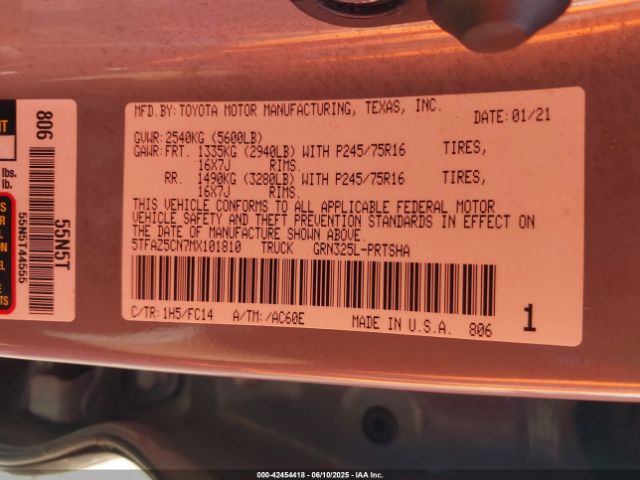 MFD.BY:TOYOTA MOTOR MANUFACTURING, TEXAS, INC.
DATE:01/21
GVWR:2540KG (5600LB)
GAWR:FRT. 1335KG (2940LB) WITH P245/75R16 TIRES,
16X7J RIMS.
RR. 1490KG (3280LB) WITH P245/75R16 TIRES,
16X7J RIMS.
THIS VEHICLE CONFORMS TO ALL APPLICABLE FEDERAL MOTOR
VEHICLE SAFETY AND THEFT PREVENTION STANDARDS IN EFFECT ON
THE DATE OF MANUFACTURE SHOWN ABOVE.
5TFAZ5CN7MX101810 TRUCK GRN325L-PRTSHA
C/TR:1H5/FC14 A/TM:/AC60E MADE IN U.S.A. 806 1
806
55N5T
55N5T44555
lbs.
lb.
000-42454418 - 06/10/2025 - IAA Inc.